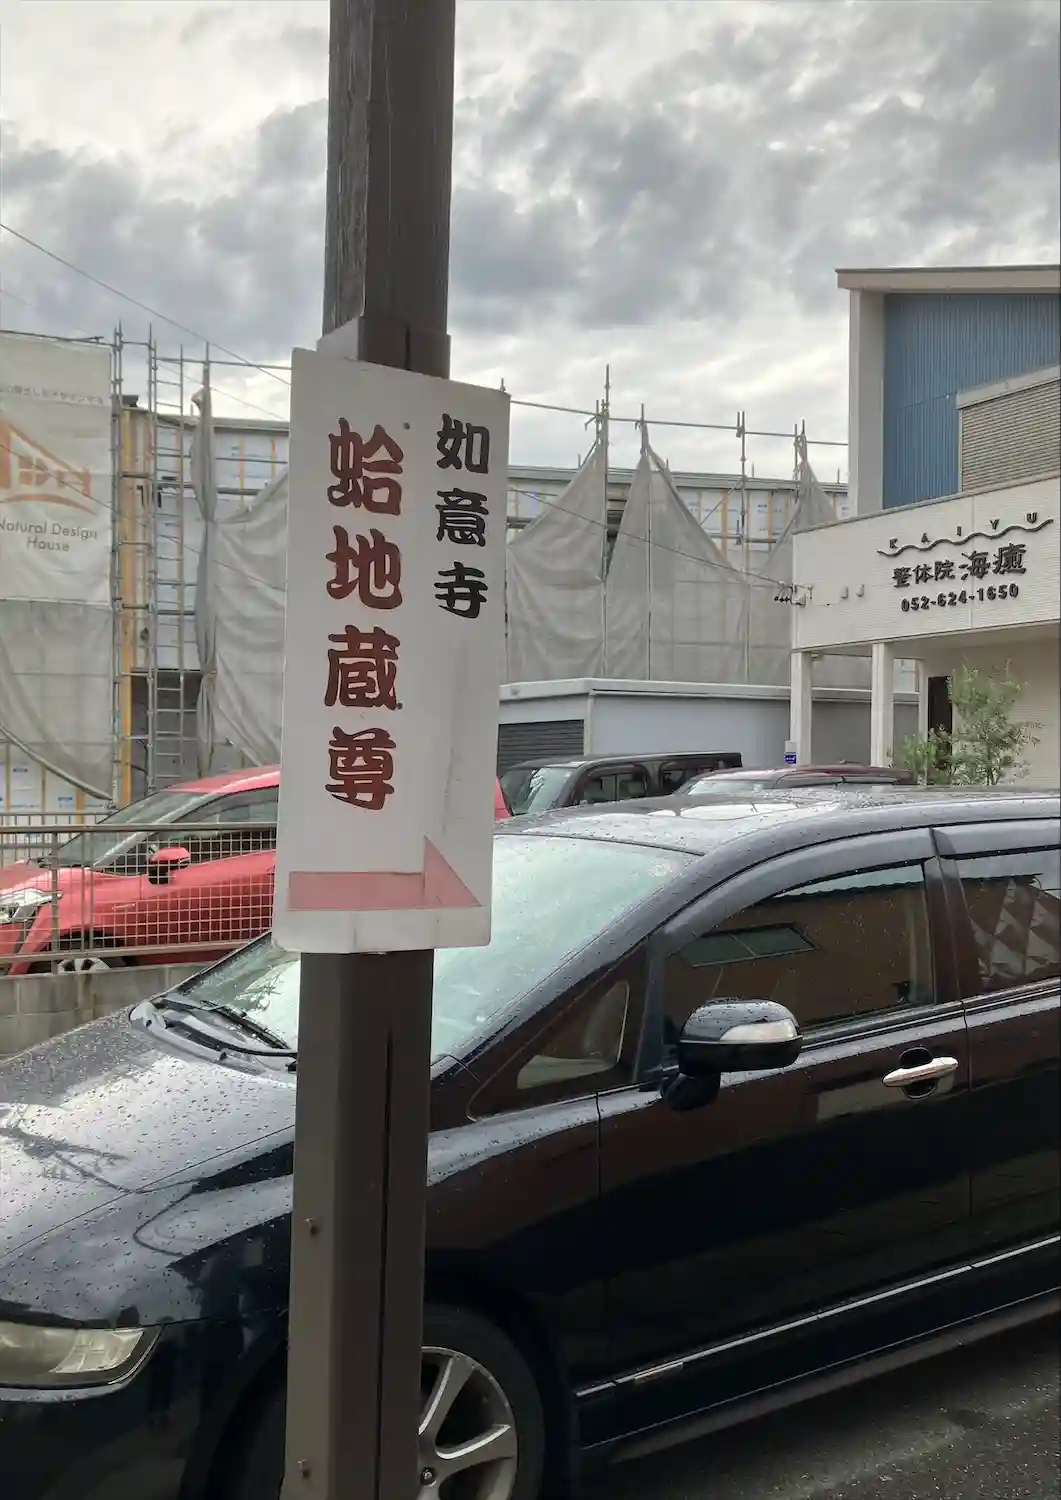 如意寺
蛤地蔵尊
Natural Design
House
KAIYU
整体院 海癒
052-624-1650